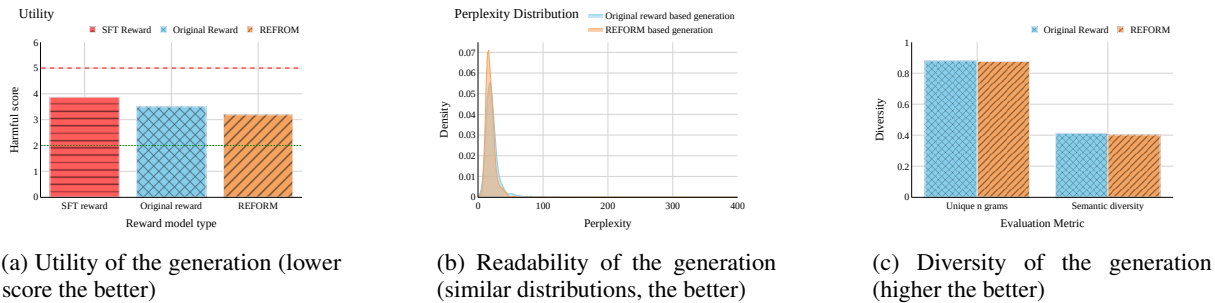 Utility
SFT Reward Original Reward REFROM
6
5
4
3
2
1
0
Harmful score
SFT reward Original reward REFORM
Reward model type
(a) Utility of the generation (lower
score the better)
Perplexity Distribution
Original reward based generation
REFORM based generation
0.07
0.06
0.05
0.04
0.03
0.02
0.01
0
Density
0 100 200 300 400
Perplexity
(b) Readability of the generation
(similar distributions, the better)
Original Reward REFORM
1
0.8
0.6
0.4
0.2
0
Diversity
Unique n grams Semantic diversity
Evaluation Metric
(c) Diversity of the generation
(higher the better)